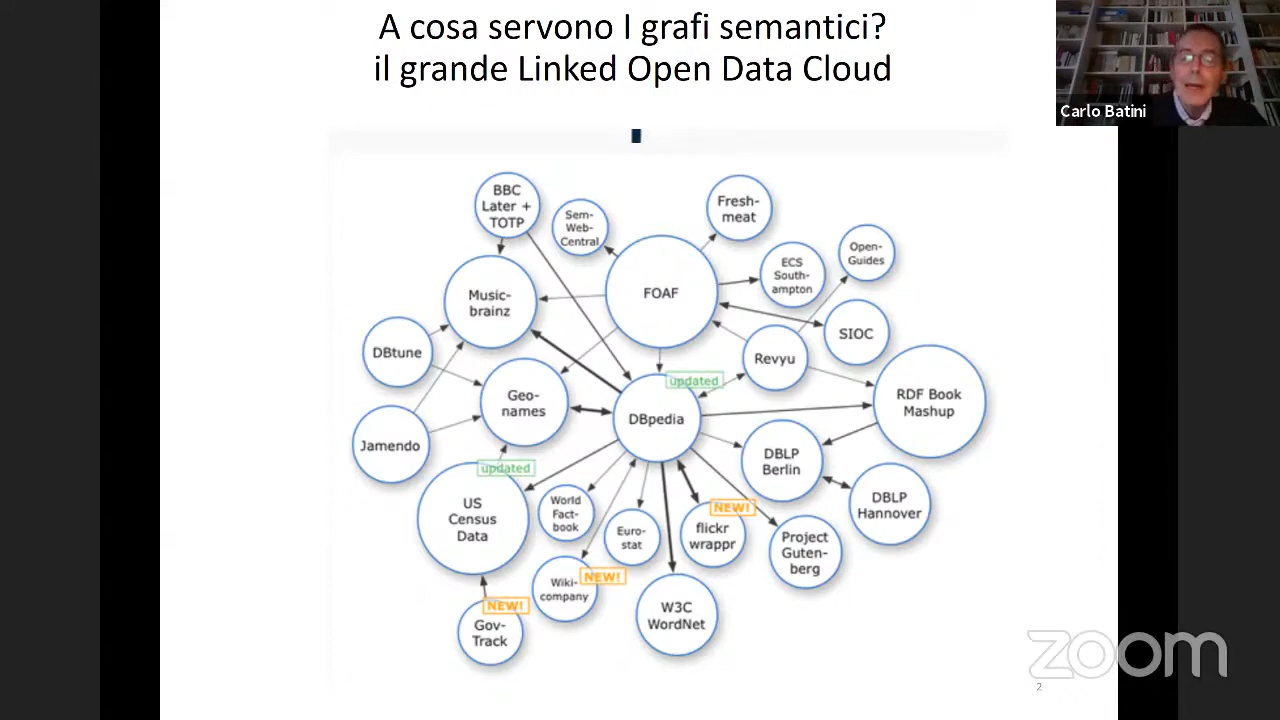 A cosa servono I grafi semantici?
il grande Linked Open Data Cloud
Carlo Batini
BBC
Later +
TOTP
Sem-
Web-
Central
Fresh-
meat
FOAF
ECS
South-
ampton
Open-
Guides
Music-
brainz
SIOC
DBtune
Revyu
updated
Geo-
names
DBpedia
RDF Book
Mashup
Jamendo
updated
DBLP
Berlin
US
Census
Data
World
Fact-
book
Euro-
stat
NEW!
flickr
wrappr
DBLP
Hannover
Project
Guten-
berg
NEW!
Wiki-
company
NEW!
Gov-
Track
W3C
WordNet
zoom
2